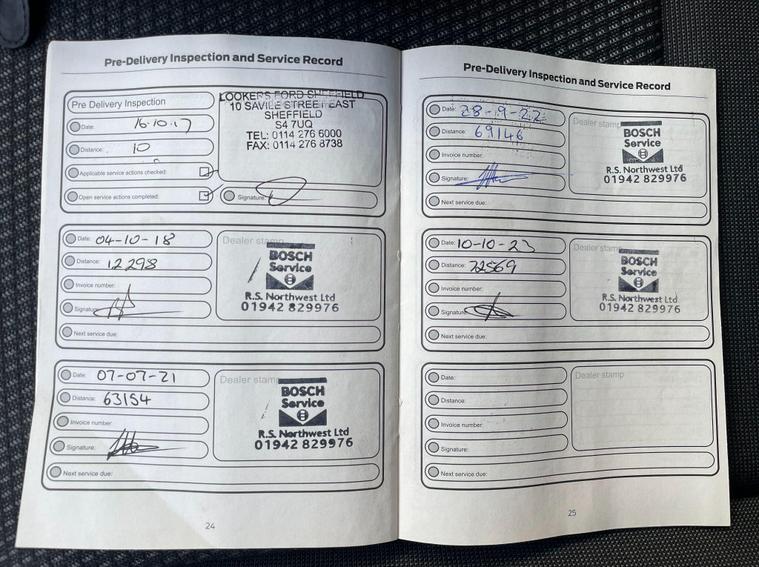 Pre-Delivery Inspection and Service Record
Pre Delivery Inspection
Date: 16.10.17
Distance: 10
Applicable service actions checked:
Open service actions completed:
LOOKERS FORD SHEFFIELD
10 SAVILE STREET EAST
SHEFFIELD
S4 7UQ
TEL: 0114 276 6000
FAX: 0114 276 8738
Signature:
Date: 04-10-18
Distance: 12298
Invoice number:
Signature:
Next service due:
Dealer stamp
BOSCH
Service
R.S. Northwest Ltd
01942 829976
Date: 07-07-21
Distance: 63154
Invoice number:
Signature:
Next service due:
Dealer stamp
BOSCH
Service
R.S. Northwest Ltd
01942 829976
24
Pre-Delivery Inspection and Service Record
Date: 28-9-22
Distance: 69146
Invoice number:
Signature:
Next service due:
Dealer stamp
BOSCH
Service
R.S. Northwest Ltd
01942 829976
Date: 10-10-23
Distance: 72569
Invoice number:
Signature:
Next service due:
Dealer stamp
BOSCH
Service
R.S. Northwest Ltd
01942 829976
Date:
Distance:
Invoice number:
Signature:
Next service due:
Dealer stamp
25